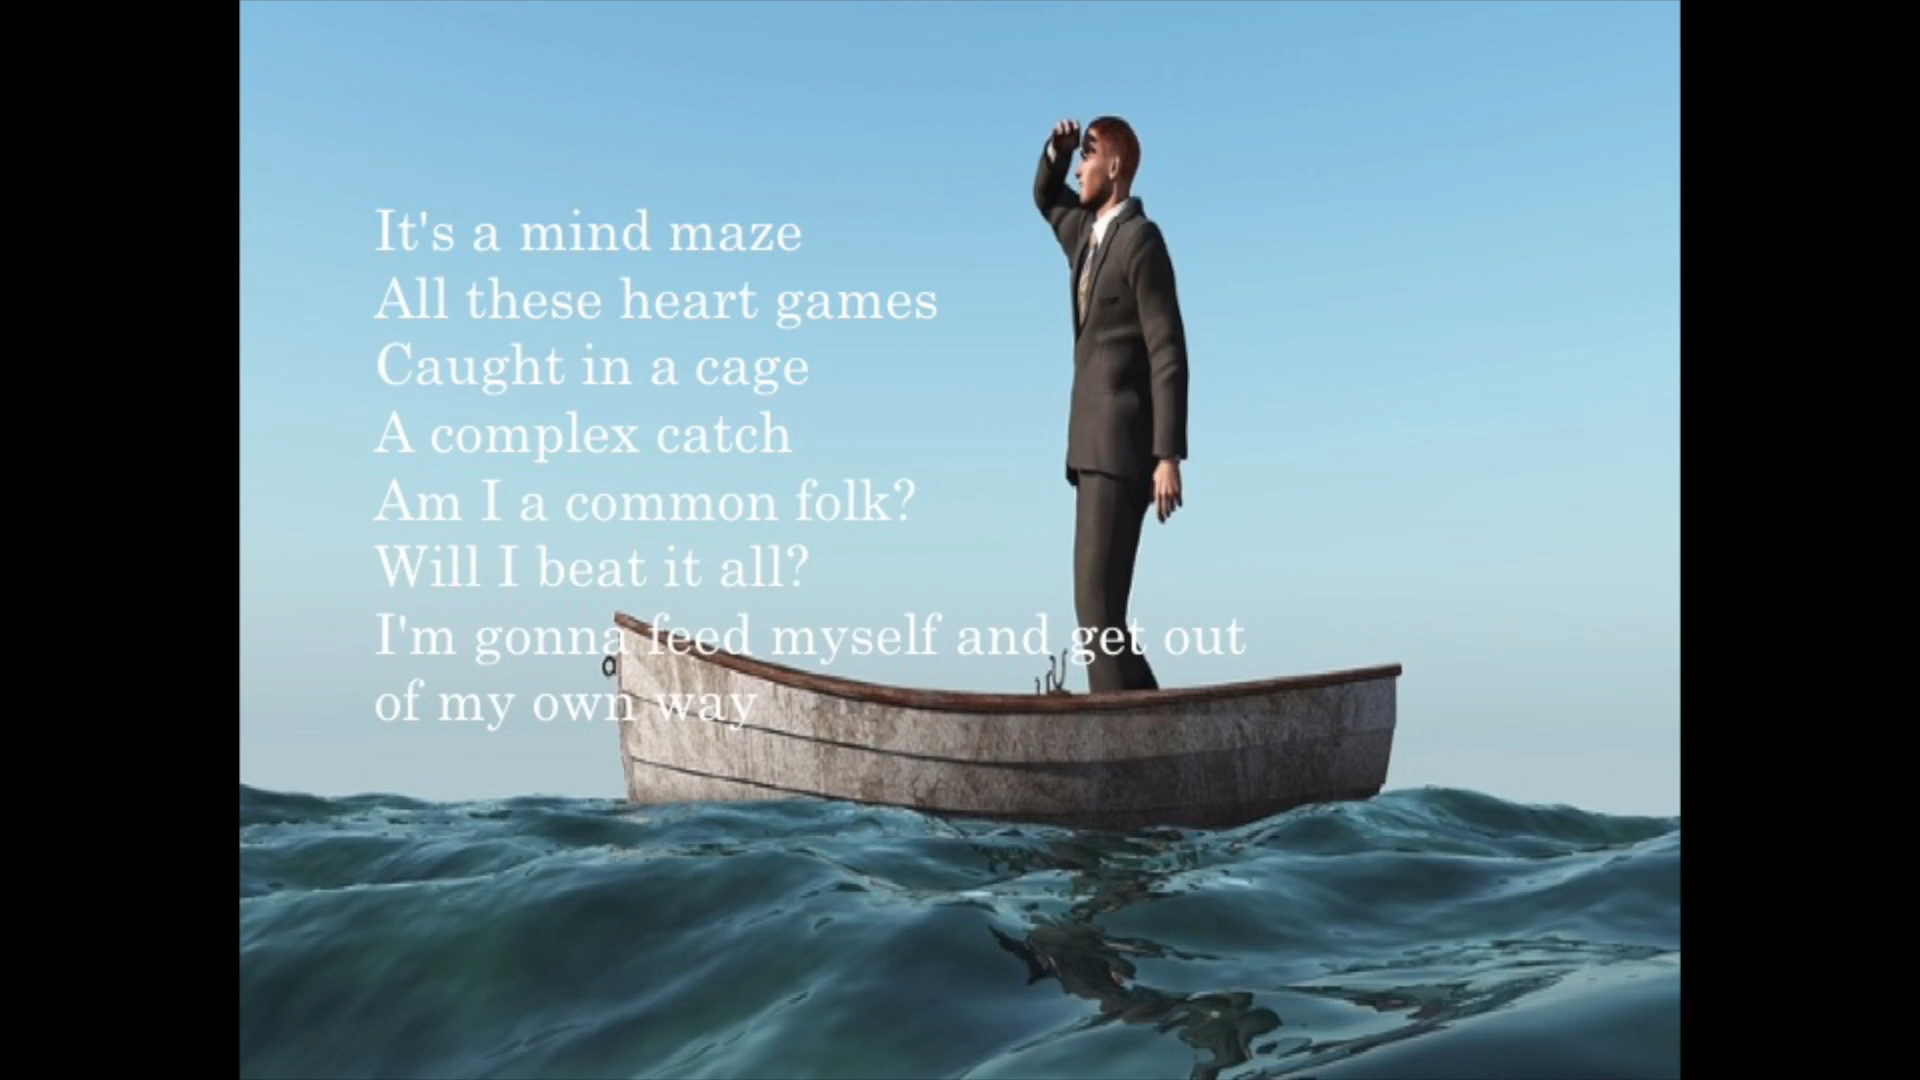 It's a mind maze
All these heart games
Caught in a cage
A complex catch
Am I a common folk?
Will I beat it all?
I'm gonna feed myself and get out
of my own way